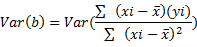 Var(b) = Var(∑ (xi − x̄)(yi) / ∑ (xi − x̄)²)